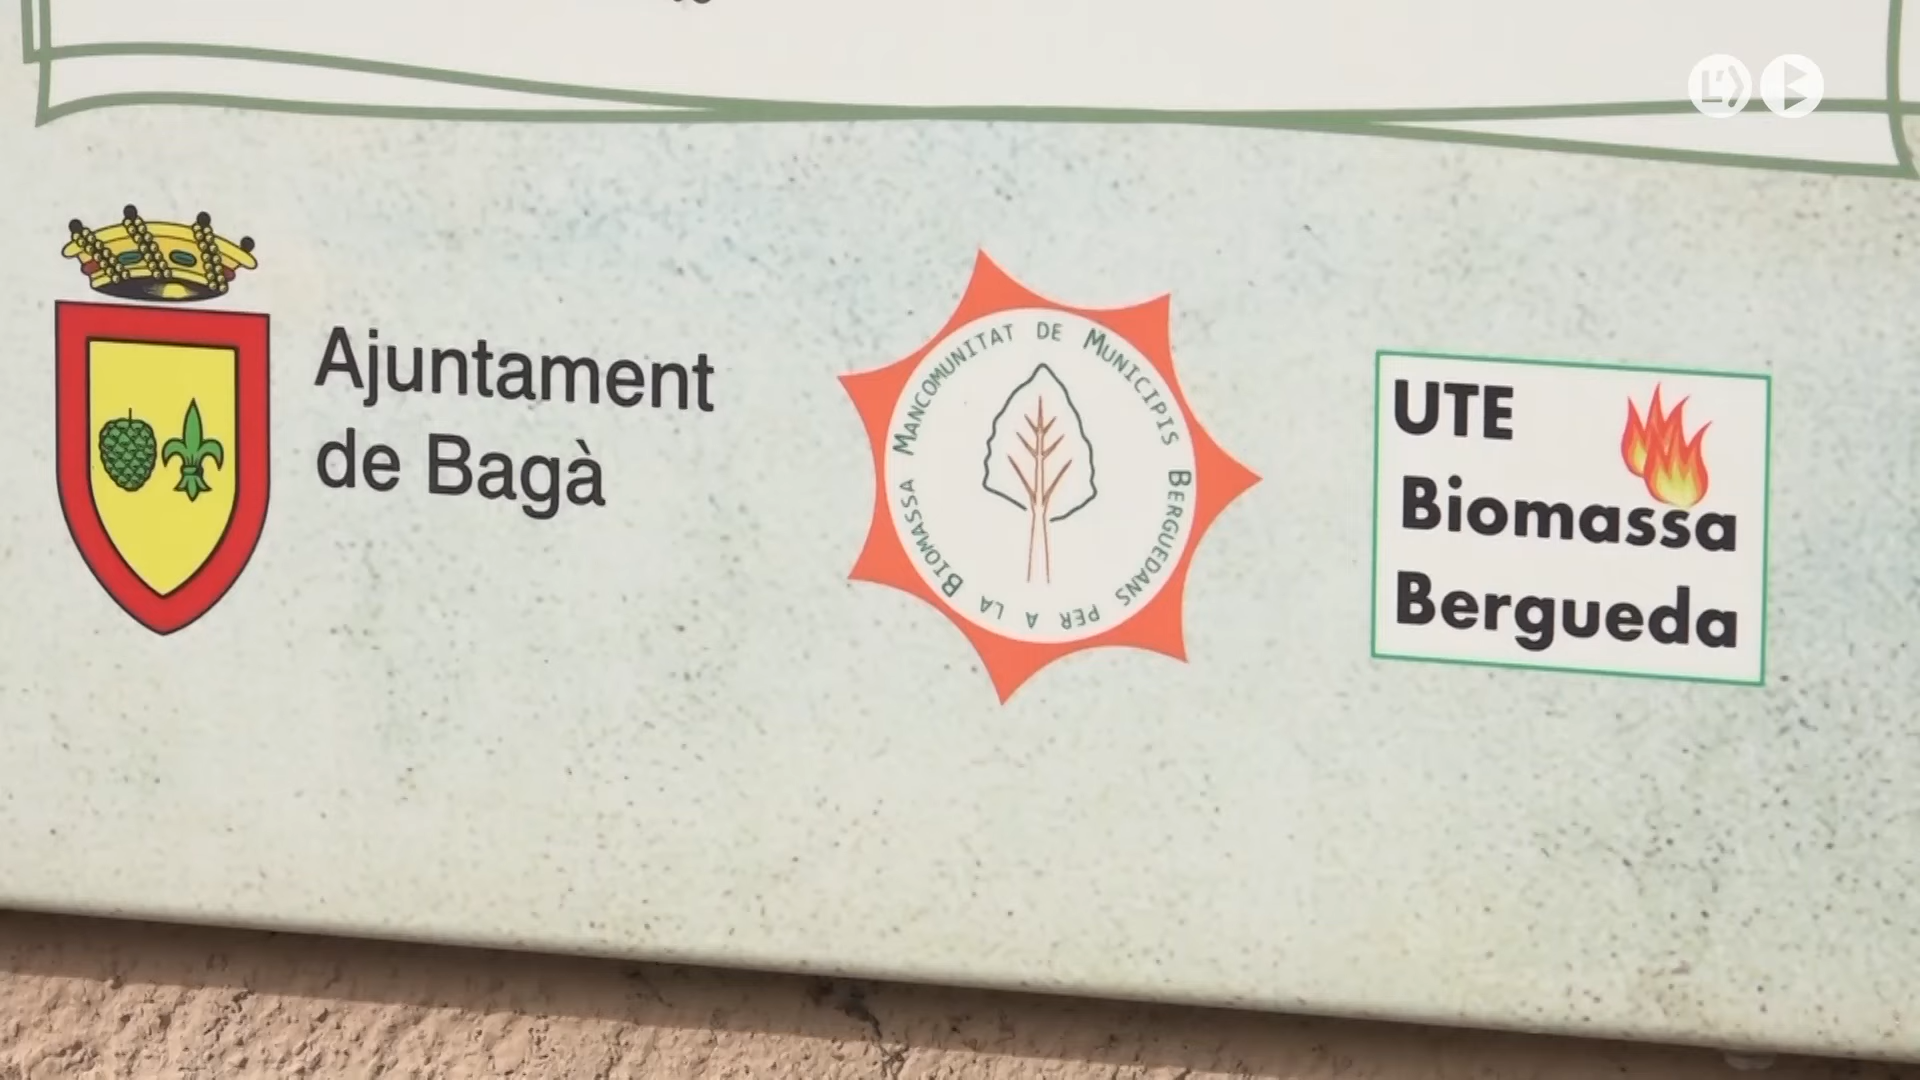 Ajuntament
de Bagà
MANCOMUNITAT DE MUNICIPIS BERGUEDANS PER A LA BIOMASSA
UTE
Biomassa
Bergueda